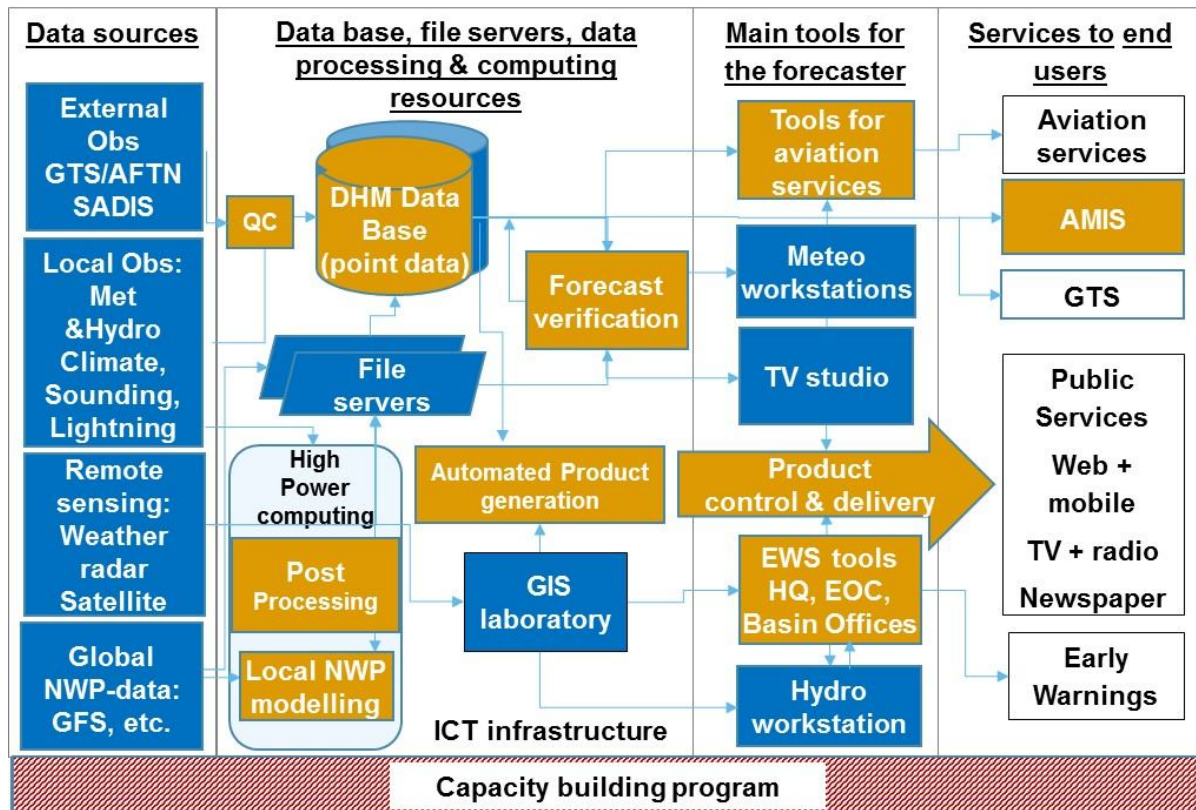 Data sources
External
Obs
GTS/AFTN
SADIS
Local Obs:
Met
&Hydro
Climate,
Sounding,
Lightning
Remote
sensing:
Weather
radar
Satellite
Global
NWP-data:
GFS, etc.
Data base, file servers, data
processing & computing
resources
QC
DHM Data
Base
(point data)
Forecast
verification
File
servers
High
Power
computing
Automated Product
generation
Post
Processing
GIS
laboratory
Local NWP
modelling
ICT infrastructure
Main tools for
the forecaster
Tools for
aviation
services
Meteo
workstations
TV studio
Product
control & delivery
EWS tools
HQ, EOC,
Basin Offices
Hydro
workstation
Services to end
users
Aviation
services
AMIS
GTS
Public
Services
Web +
mobile
TV + radio
Newspaper
Early
Warnings
Capacity building program